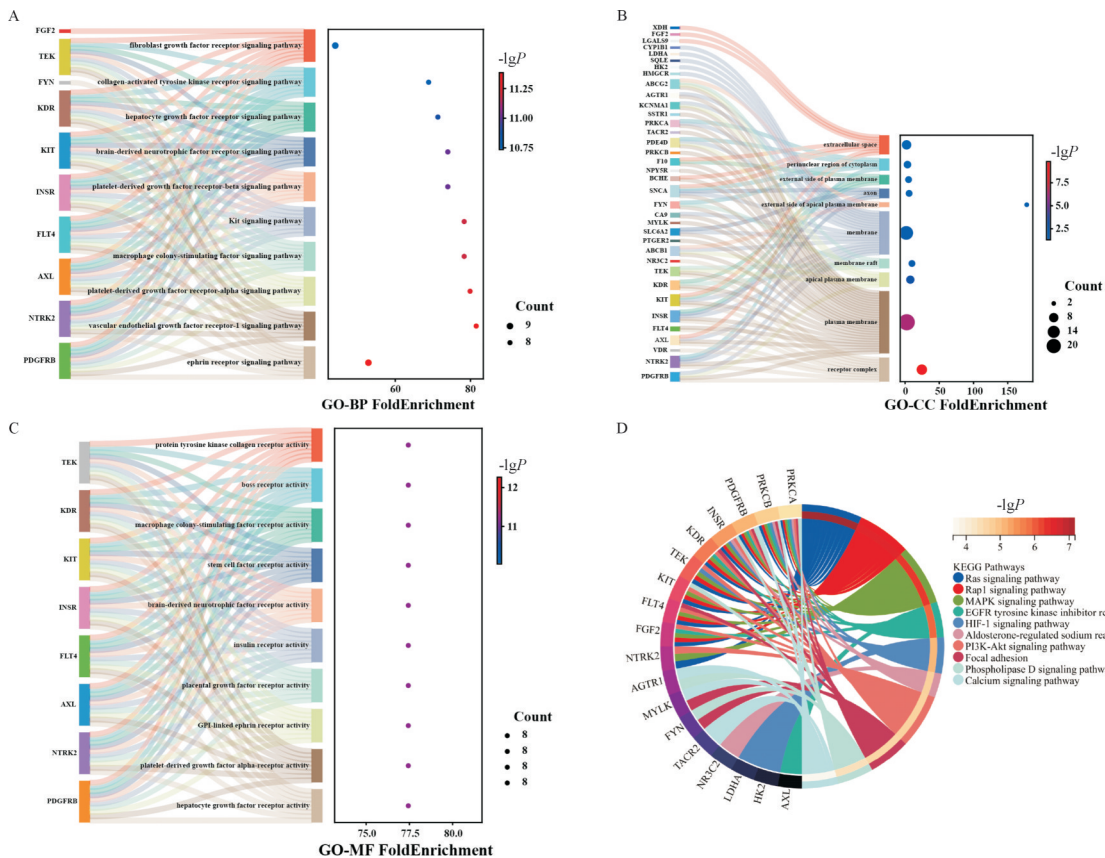 A
FGF2
TEK
FYN
KDR
KIT
INSR
FLT4
AXL
NTRK2
PDGFRB
fibroblast growth factor receptor signaling pathway
collagen-activated tyrosine kinase receptor signaling pathway
hepatocyte growth factor receptor signaling pathway
brain-derived neurotrophic factor receptor signaling pathway
platelet-derived growth factor receptor-beta signaling pathway
Kit signaling pathway
macrophage colony-stimulating factor signaling pathway
platelet-derived growth factor receptor-alpha signaling pathway
vascular endothelial growth factor receptor-1 signaling pathway
ephrin receptor signaling pathway
60
80
GO-BP FoldEnrichment
-lgP
11.25
11.00
10.75
Count
9
8
B
XDH
FGF2
LGALS9
CYP1B1
LDHA
SQLE
HK2
HMGCR
ABCG2
AGTR1
KCNMA1
SSTR1
PRKCA
TACR2
PDE4D
PRKCB
F10
NPY5R
BCHE
SNCA
FYN
CA9
MYLK
SLC6A2
PTGER2
ABCB1
NR3C2
TEK
KDR
KIT
INSR
FLT4
AXL
VDR
NTRK2
PDGFRB
extracellular space
perinuclear region of cytoplasm
external side of plasma membrane
axon
external side of apical plasma membrane
membrane
membrane raft
apical plasma membrane
plasma membrane
receptor complex
0
50
100
150
GO-CC FoldEnrichment
-lgP
7.5
5.0
2.5
Count
2
8
14
20
C
TEK
KDR
KIT
INSR
FLT4
AXL
NTRK2
PDGFRB
protein tyrosine kinase collagen receptor activity
boss receptor activity
macrophage colony-stimulating factor receptor activity
stem cell factor receptor activity
brain-derived neurotrophic factor receptor activity
insulin receptor activity
placental growth factor receptor activity
GPI-linked ephrin receptor activity
platelet-derived growth factor alpha-receptor activity
hepatocyte growth factor receptor activity
75.0
77.5
80.0
GO-MF FoldEnrichment
-lgP
12
11
Count
8
8
8
8
D
PRKCA
PRKCB
PDGFRB
INSR
KDR
TEK
KIT
FLT4
FGF2
NTRK2
AGTR1
MYLK
FYN
TACR2
NR3C2
LDHA
HK2
AXL
-lgP
4
5
6
7
KEGG Pathways
Ras signaling pathway
Rap1 signaling pathway
MAPK signaling pathway
EGFR tyrosine kinase inhibitor re
HIF-1 signaling pathway
Aldosterone-regulated sodium rea
PI3K-Akt signaling pathway
Focal adhesion
Phospholipase D signaling pathw
Calcium signaling pathway